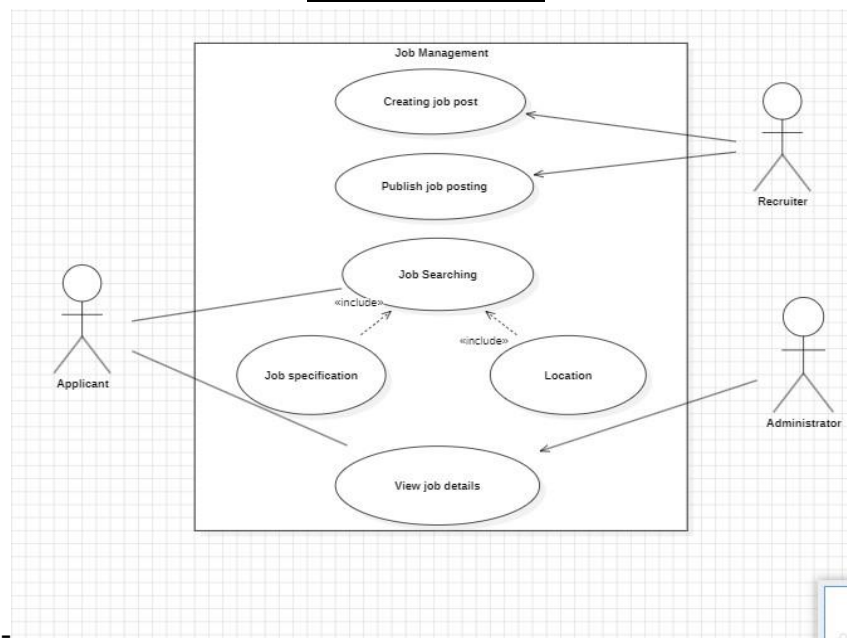 Job Management
Creating job post
Publish job posting
Recruiter
Job Searching
«include»
«include»
Applicant
Job specification
Location
Administrator
View job details